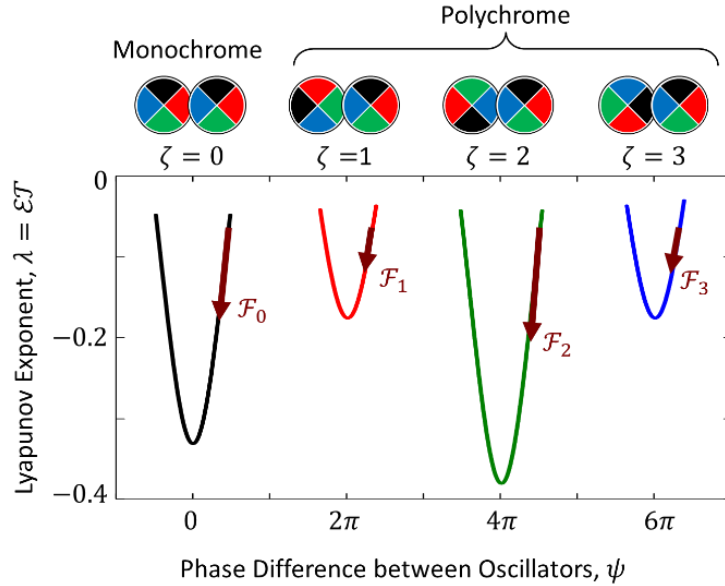 Polychrome
Monochrome
ζ = 0
ζ =1
ζ = 2
ζ = 3
Lyapunov Exponent, λ = ℰ𝒯
0
−0.2
−0.4
ℱ₀
ℱ₁
ℱ₂
ℱ₃
0
2π
4π
6π
Phase Difference between Oscillators, ψ